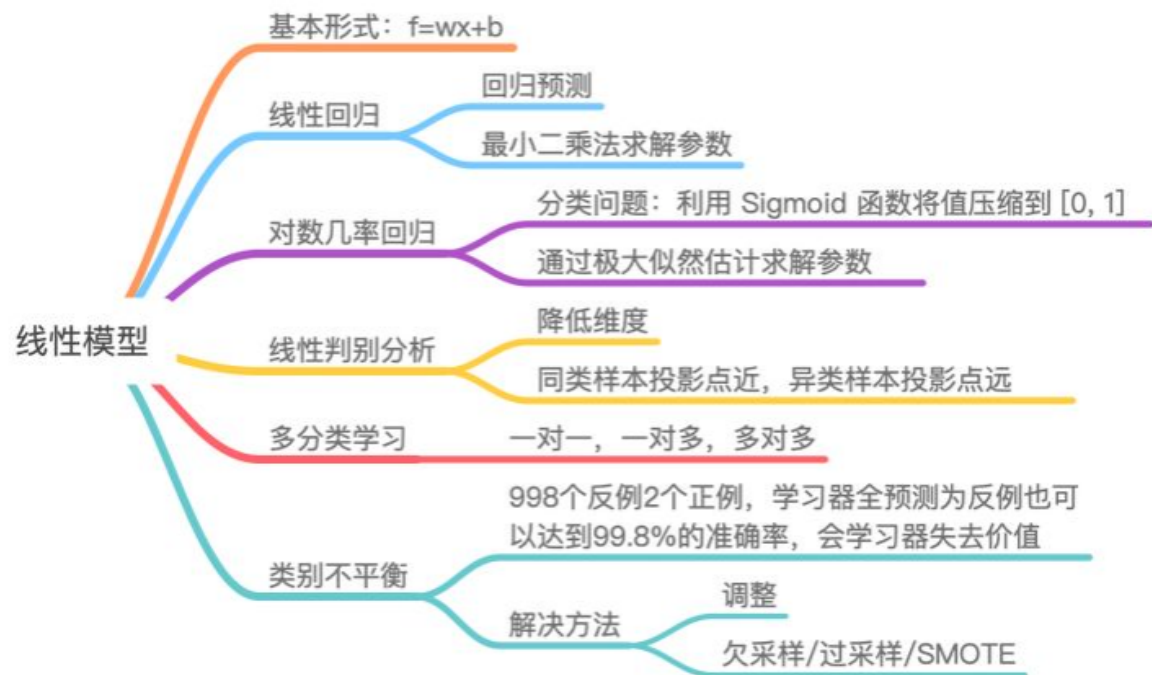 基本形式：f=wx+b
线性回归
回归预测
最小二乘法求解参数
对数几率回归
分类问题：利用 Sigmoid 函数将值压缩到 [0, 1]
通过极大似然估计求解参数
线性模型
线性判别分析
降低维度
同类样本投影点近，异类样本投影点远
多分类学习
一对一，一对多，多对多
类别不平衡
998个反例2个正例，学习器全预测为反例也可
以达到99.8%的准确率，会学习器失去价值
解决方法
调整
欠采样/过采样/SMOTE